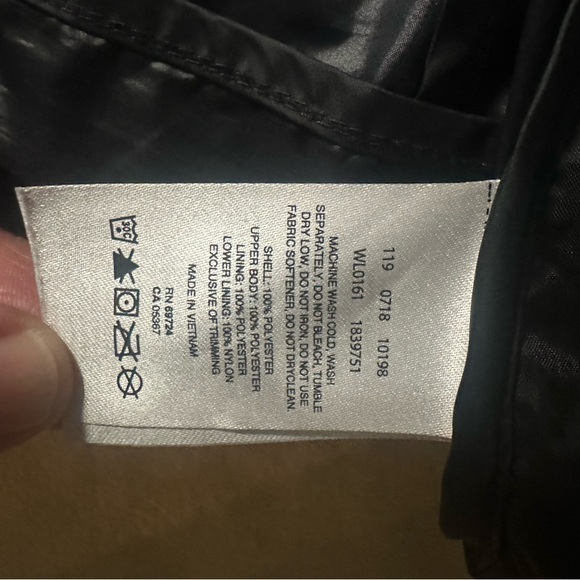 119 0718 10198
WL0161 1839751
MACHINE WASH COLD, WASH
SEPARATELY, DO NOT BLEACH, TUMBLE
DRY LOW, DO NOT IRON, DO NOT USE
FABRIC SOFTENER, DO NOT DRYCLEAN.
SHELL: 100% POLYESTER
UPPER BODY: 100% POLYESTER
LINING: 100% POLYESTER
LOWER LINING: 100% NYLON
EXCLUSIVE OF TRIMMING
MADE IN VIETNAM
RN 69724
CA 05367
30C